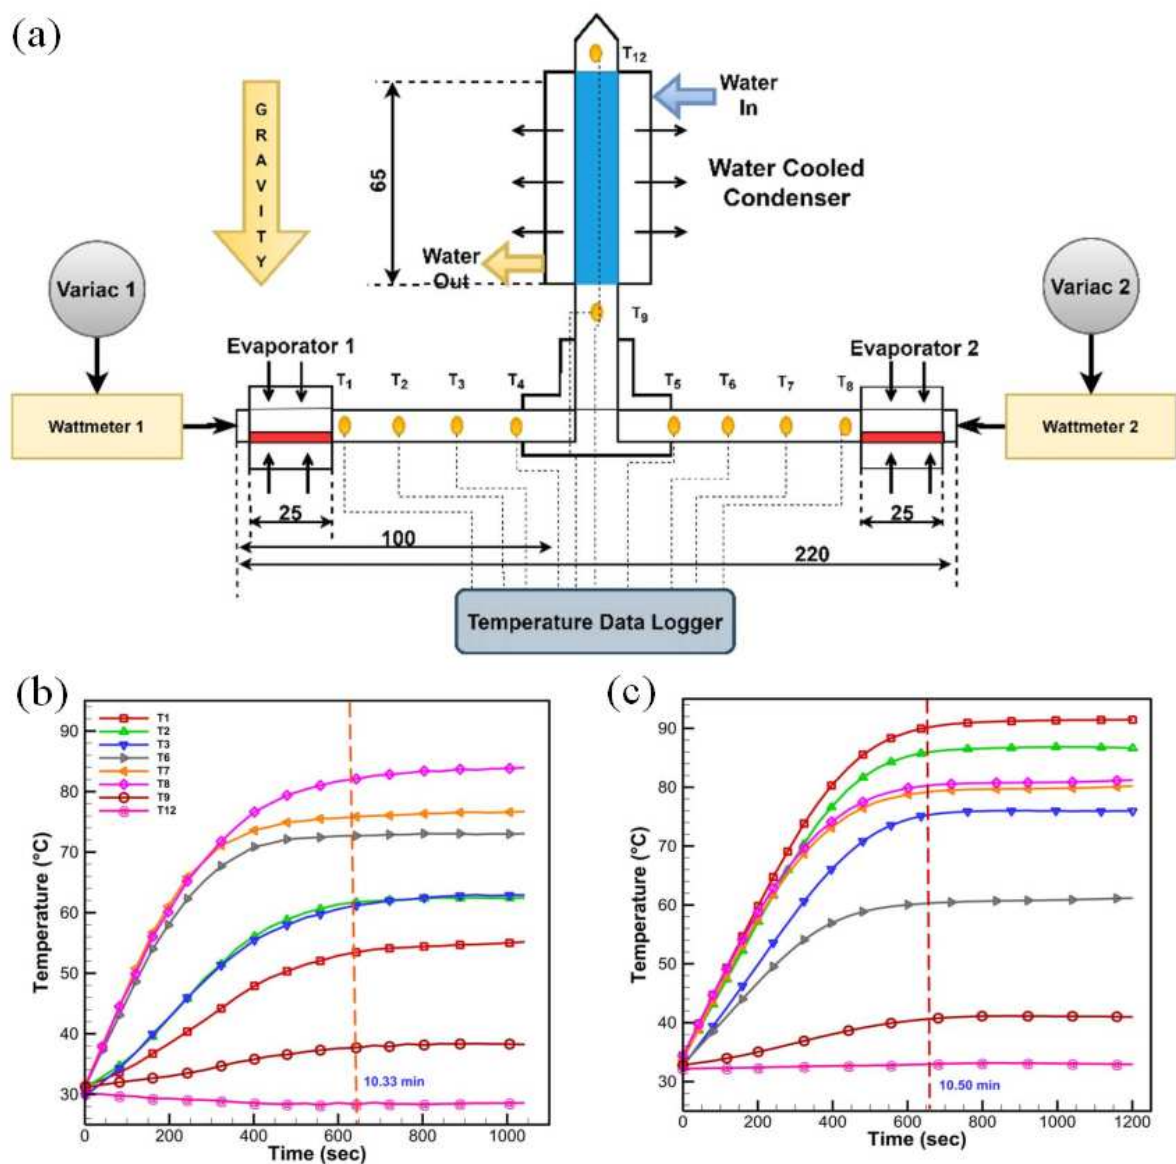 (a)
T12
Water
In
GRAVITY
65
Water Cooled
Condenser
Water
Out
Variac 1
Variac 2
T9
Evaporator 1
Evaporator 2
T1 T2 T3 T4 T5 T6 T7 T8
Wattmeter 1
Wattmeter 2
25
25
100
220
Temperature Data Logger
(b)
T1
T2
T3
T6
T7
T8
T9
T12
90
80
70
60
50
40
30
Temperature (°C)
10.33 min
0 200 400 600 800 1000
Time (sec)
(c)
90
80
70
60
50
40
30
Temperature (°C)
10.50 min
0 200 400 600 800 1000 1200
Time (sec)